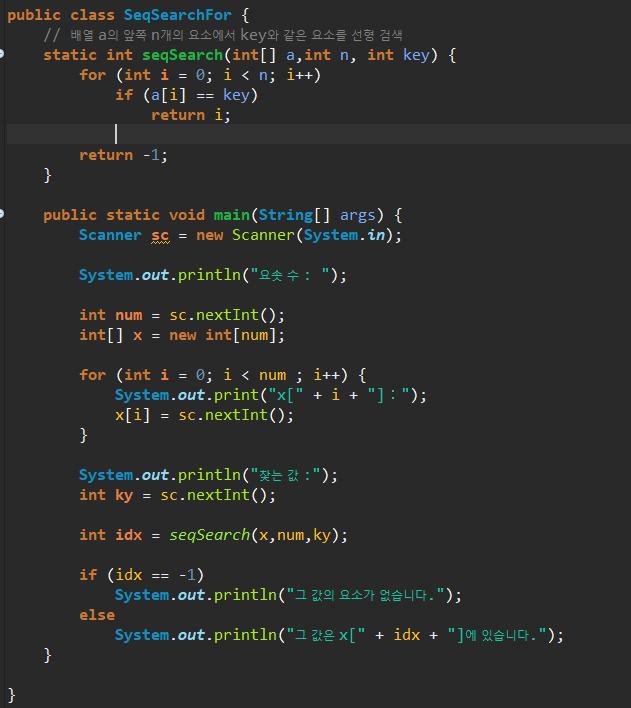 public class SeqSearchFor {
    // 배열 a의 앞쪽 n개의 요소에서 key와 같은 요소를 선형 검색
    static int seqSearch(int[] a,int n, int key) {
        for (int i = 0; i < n; i++)
            if (a[i] == key)
                return i;
        return -1;
    }
    public static void main(String[] args) {
        Scanner sc = new Scanner(System.in);
        System.out.println("요솟 수 : ");
        int num = sc.nextInt();
        int[] x = new int[num];
        for (int i = 0; i < num ; i++) {
            System.out.print("x[" + i + "] : ");
            x[i] = sc.nextInt();
        }
        System.out.println("찾는 값 :");
        int ky = sc.nextInt();
        int idx = seqSearch(x,num,ky);
        if (idx == -1)
            System.out.println("그 값의 요소가 없습니다.");
        else
            System.out.println("그 값은 x[" + idx + "]에 있습니다.");
    }
}